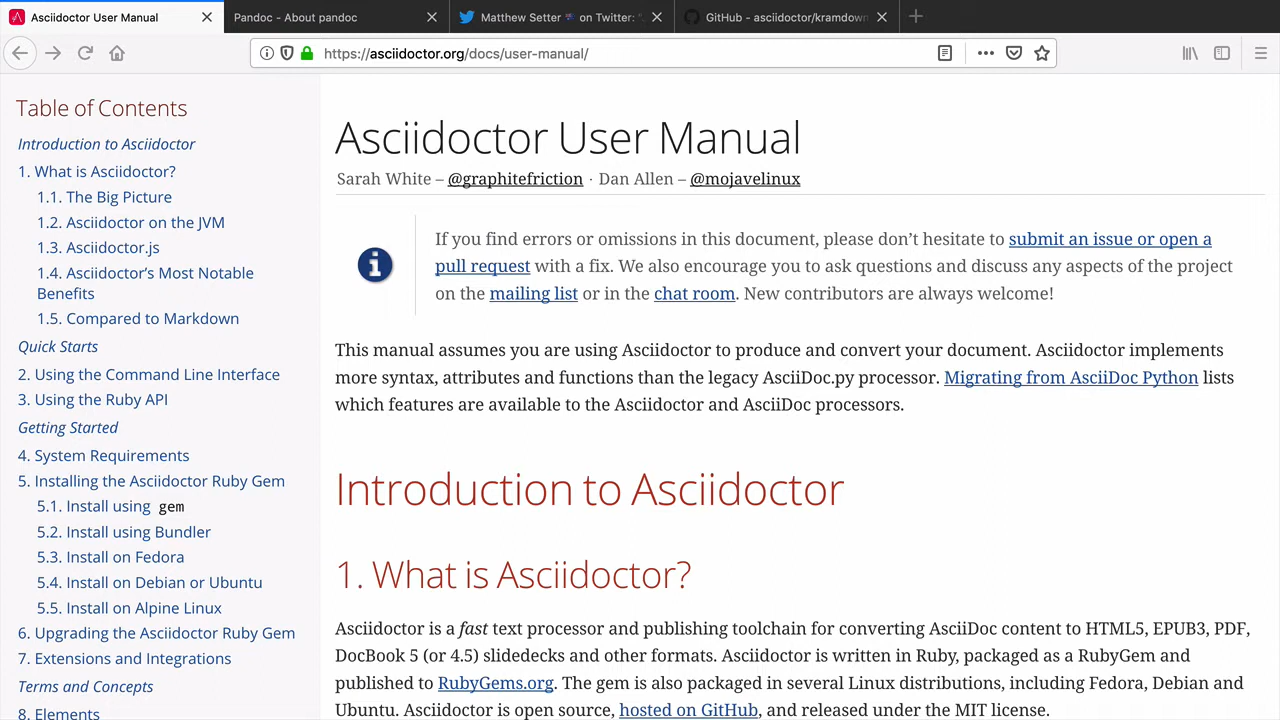 Asciidoctor User Manual
Pandoc - About pandoc
Matthew Setter on Twitter:
GitHub - asciidoctor/kramdown
https://asciidoctor.org/docs/user-manual/
Table of Contents
Introduction to Asciidoctor
1. What is Asciidoctor?
1.1. The Big Picture
1.2. Asciidoctor on the JVM
1.3. Asciidoctor.js
1.4. Asciidoctor’s Most Notable
Benefits
1.5. Compared to Markdown
Quick Starts
2. Using the Command Line Interface
3. Using the Ruby API
Getting Started
4. System Requirements
5. Installing the Asciidoctor Ruby Gem
5.1. Install using gem
5.2. Install using Bundler
5.3. Install on Fedora
5.4. Install on Debian or Ubuntu
5.5. Install on Alpine Linux
6. Upgrading the Asciidoctor Ruby Gem
7. Extensions and Integrations
Terms and Concepts
8. Elements
Asciidoctor User Manual
Sarah White – @graphitefriction · Dan Allen – @mojavelinux
If you find errors or omissions in this document, please don’t hesitate to submit an issue or open a
pull request with a fix. We also encourage you to ask questions and discuss any aspects of the project
on the mailing list or in the chat room. New contributors are always welcome!
This manual assumes you are using Asciidoctor to produce and convert your document. Asciidoctor implements
more syntax, attributes and functions than the legacy AsciiDoc.py processor. Migrating from AsciiDoc Python lists
which features are available to the Asciidoctor and AsciiDoc processors.
Introduction to Asciidoctor
1. What is Asciidoctor?
Asciidoctor is a fast text processor and publishing toolchain for converting AsciiDoc content to HTML5, EPUB3, PDF,
DocBook 5 (or 4.5) slidedecks and other formats. Asciidoctor is written in Ruby, packaged as a RubyGem and
published to RubyGems.org. The gem is also packaged in several Linux distributions, including Fedora, Debian and
Ubuntu. Asciidoctor is open source, hosted on GitHub, and released under the MIT license.